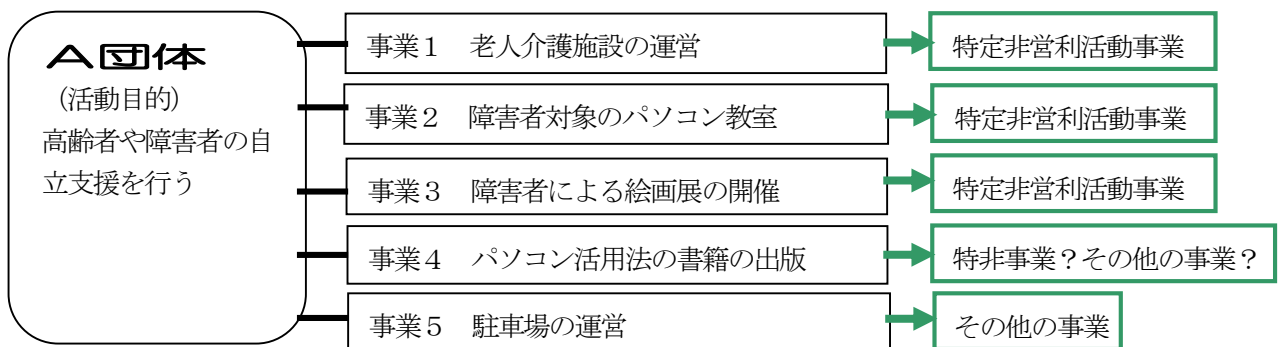 A団体
(活動目的)
高齢者や障害者の自
立支援を行う
事業１　老人介護施設の運営
特定非営利活動事業
事業２　障害者対象のパソコン教室
特定非営利活動事業
事業３　障害者による絵画展の開催
特定非営利活動事業
事業４　パソコン活用法の書籍の出版
特非事業？その他の事業？
事業５　駐車場の運営
その他の事業